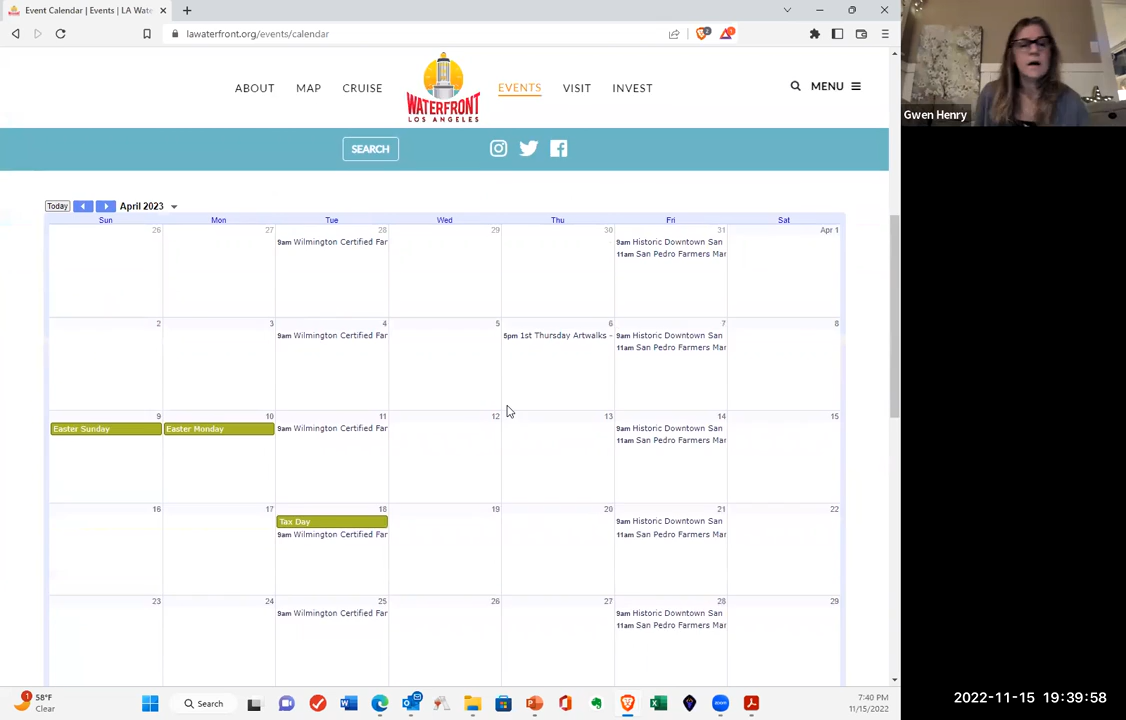 Event Calendar | Events | LA Wate
lawaterfront.org/events/calendar
2
1
Gwen Henry
ABOUT MAP CRUISE WATERFRONT LOS ANGELES EVENTS VISIT INVEST MENU
SEARCH
Today April 2023
Sun Mon Tue Wed Thu Fri Sat
26 27 28 29 30 31 Apr 1
9am Wilmington Certified Far 9am Historic Downtown San
11am San Pedro Farmers Mar
2 3 4 5 6 7 8
9am Wilmington Certified Far 5pm 1st Thursday Artwalks - 9am Historic Downtown San
11am San Pedro Farmers Mar
9 10 11 12 13 14 15
Easter Sunday Easter Monday 9am Wilmington Certified Far 9am Historic Downtown San
11am San Pedro Farmers Mar
16 17 18 19 20 21 22
Tax Day 9am Historic Downtown San
9am Wilmington Certified Far 11am San Pedro Farmers Mar
23 24 25 26 27 28 29
9am Wilmington Certified Far 9am Historic Downtown San
11am San Pedro Farmers Mar
1 58°F
Clear
Search
7:40 PM
11/15/2022
2022-11-15 19:39:58